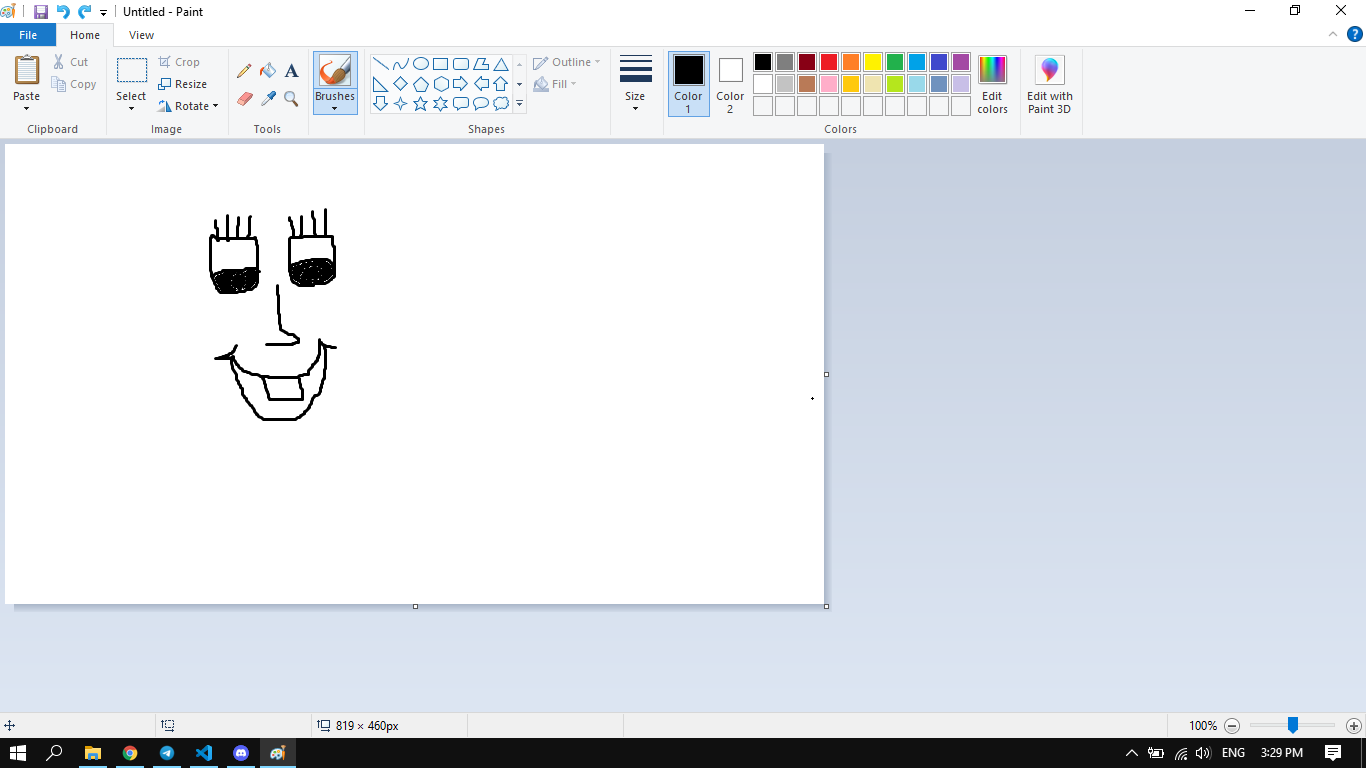 Untitled - Paint
File
Home
View
Paste
Cut
Copy
Clipboard
Select
Crop
Resize
Rotate
Image
A
Tools
Brushes
Shapes
Outline
Fill
Size
Color 1
Color 2
Edit colors
Colors
Edit with Paint 3D
819 × 460px
100%
ENG
3:29 PM